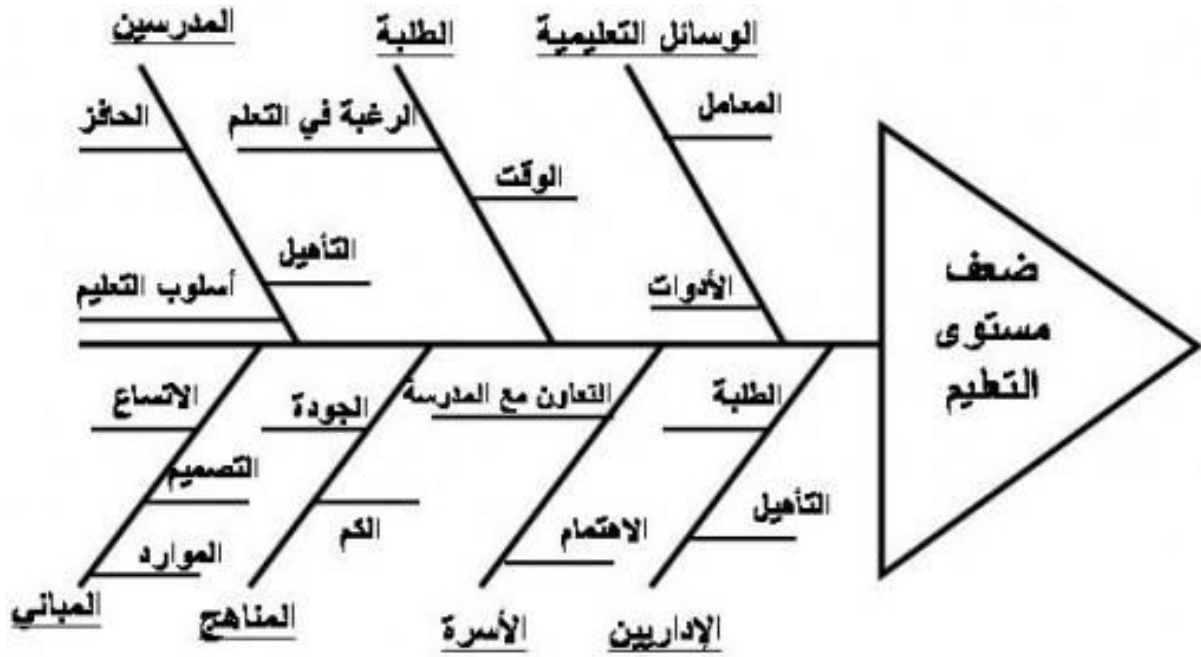 المدرسين
الطلبة
الوسائل التعليمية
الحافز
الرغبة في التعلم
المعامل
الوقت
التأهيل
أسلوب التعليم
الأدوات
ضعف
مستوى
التعليم
الاتساع
الجودة
التعاون مع المدرسة
الطلبة
التصميم
الكم
التأهيل
الموارد
الاهتمام
المباني
المناهج
الأسرة
الإداريين